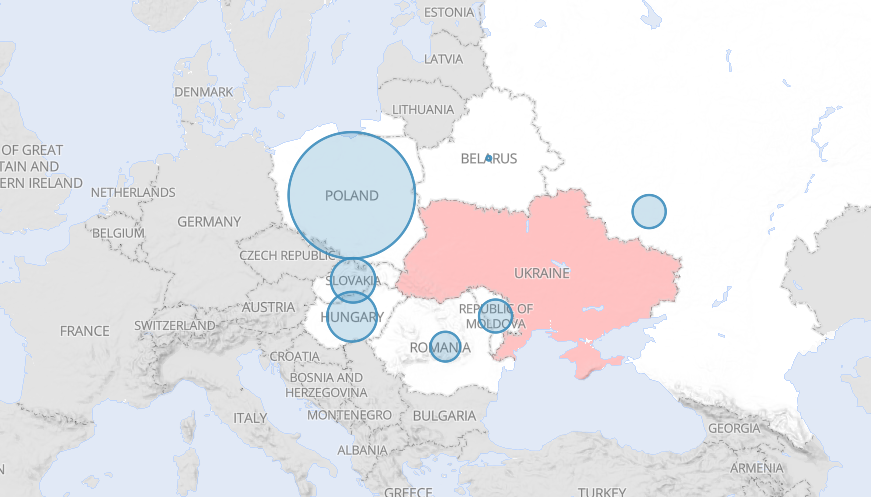 ESTONIA
LATVIA
DENMARK
LITHUANIA
OF GREAT
TAIN AND
ERN IRELAND
BELARUS
NETHERLANDS
POLAND
GERMANY
BELGIUM
CZECH REPUBLIC
UKRAINE
SLOVAKIA
AUSTRIA
HUNGARY
REPUBLIC OF
MOLDOVA
FRANCE
SWITZERLAND
ROMANIA
CROATIA
BOSNIA AND
HERZEGOVINA
MONTENEGRO
BULGARIA
ITALY
GEORGIA
ALBANIA
ARMENIA
GREECE
TURKEY
N